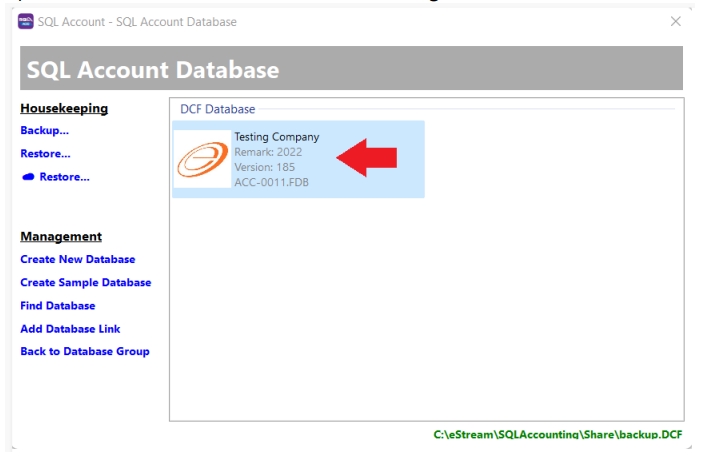 SQL Account - SQL Account Database
SQL Account Database
Housekeeping
Backup...
Restore...
Restore...
Management
Create New Database
Create Sample Database
Find Database
Add Database Link
Back to Database Group
DCF Database
Testing Company
Remark: 2022
Version: 185
ACC-0011.FDB
C:\eStream\SQLAccounting\Share\backup.DCF